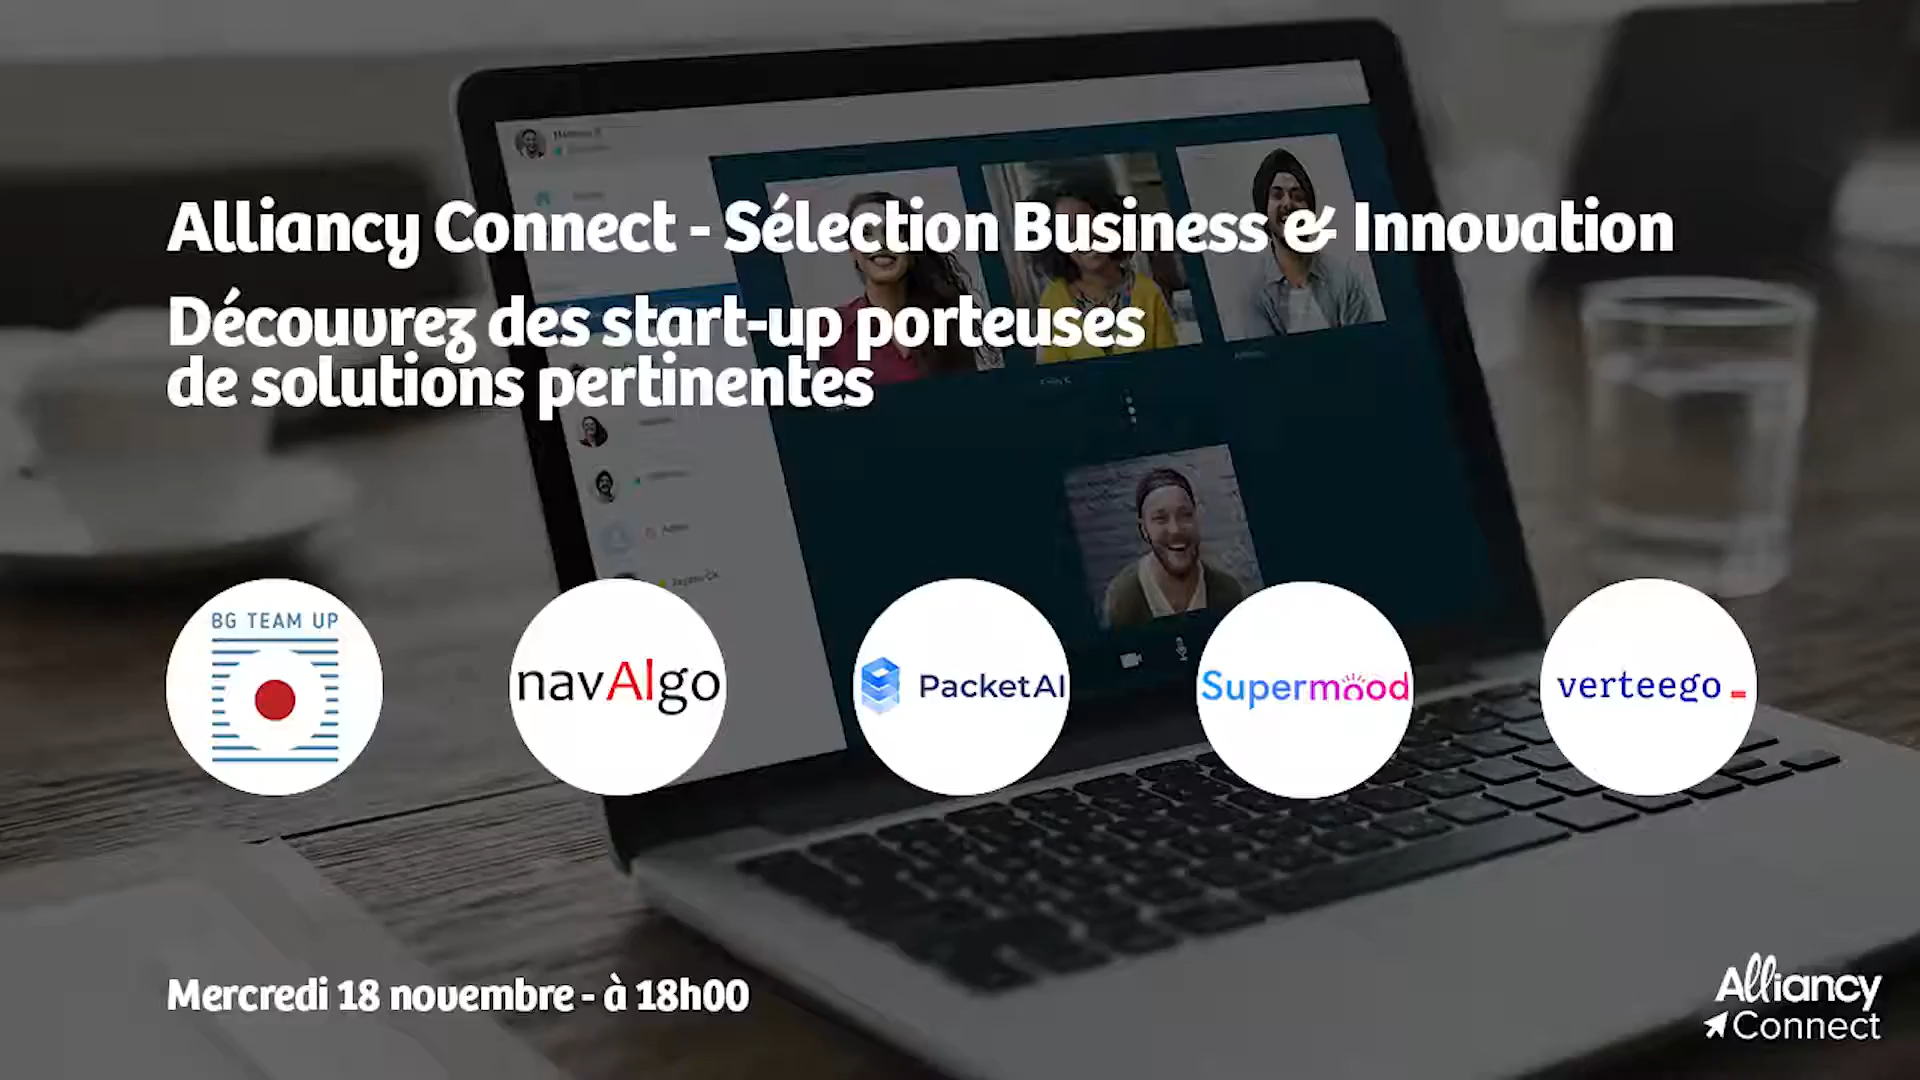 Alliancy Connect - Sélection Business & Innovation
Découvrez des start-up porteuses
de solutions pertinentes
BG TEAM UP
navAlgo
PacketAI
Supermood
verteego
Mercredi 18 novembre - à 18h00
Alliancy
Connect